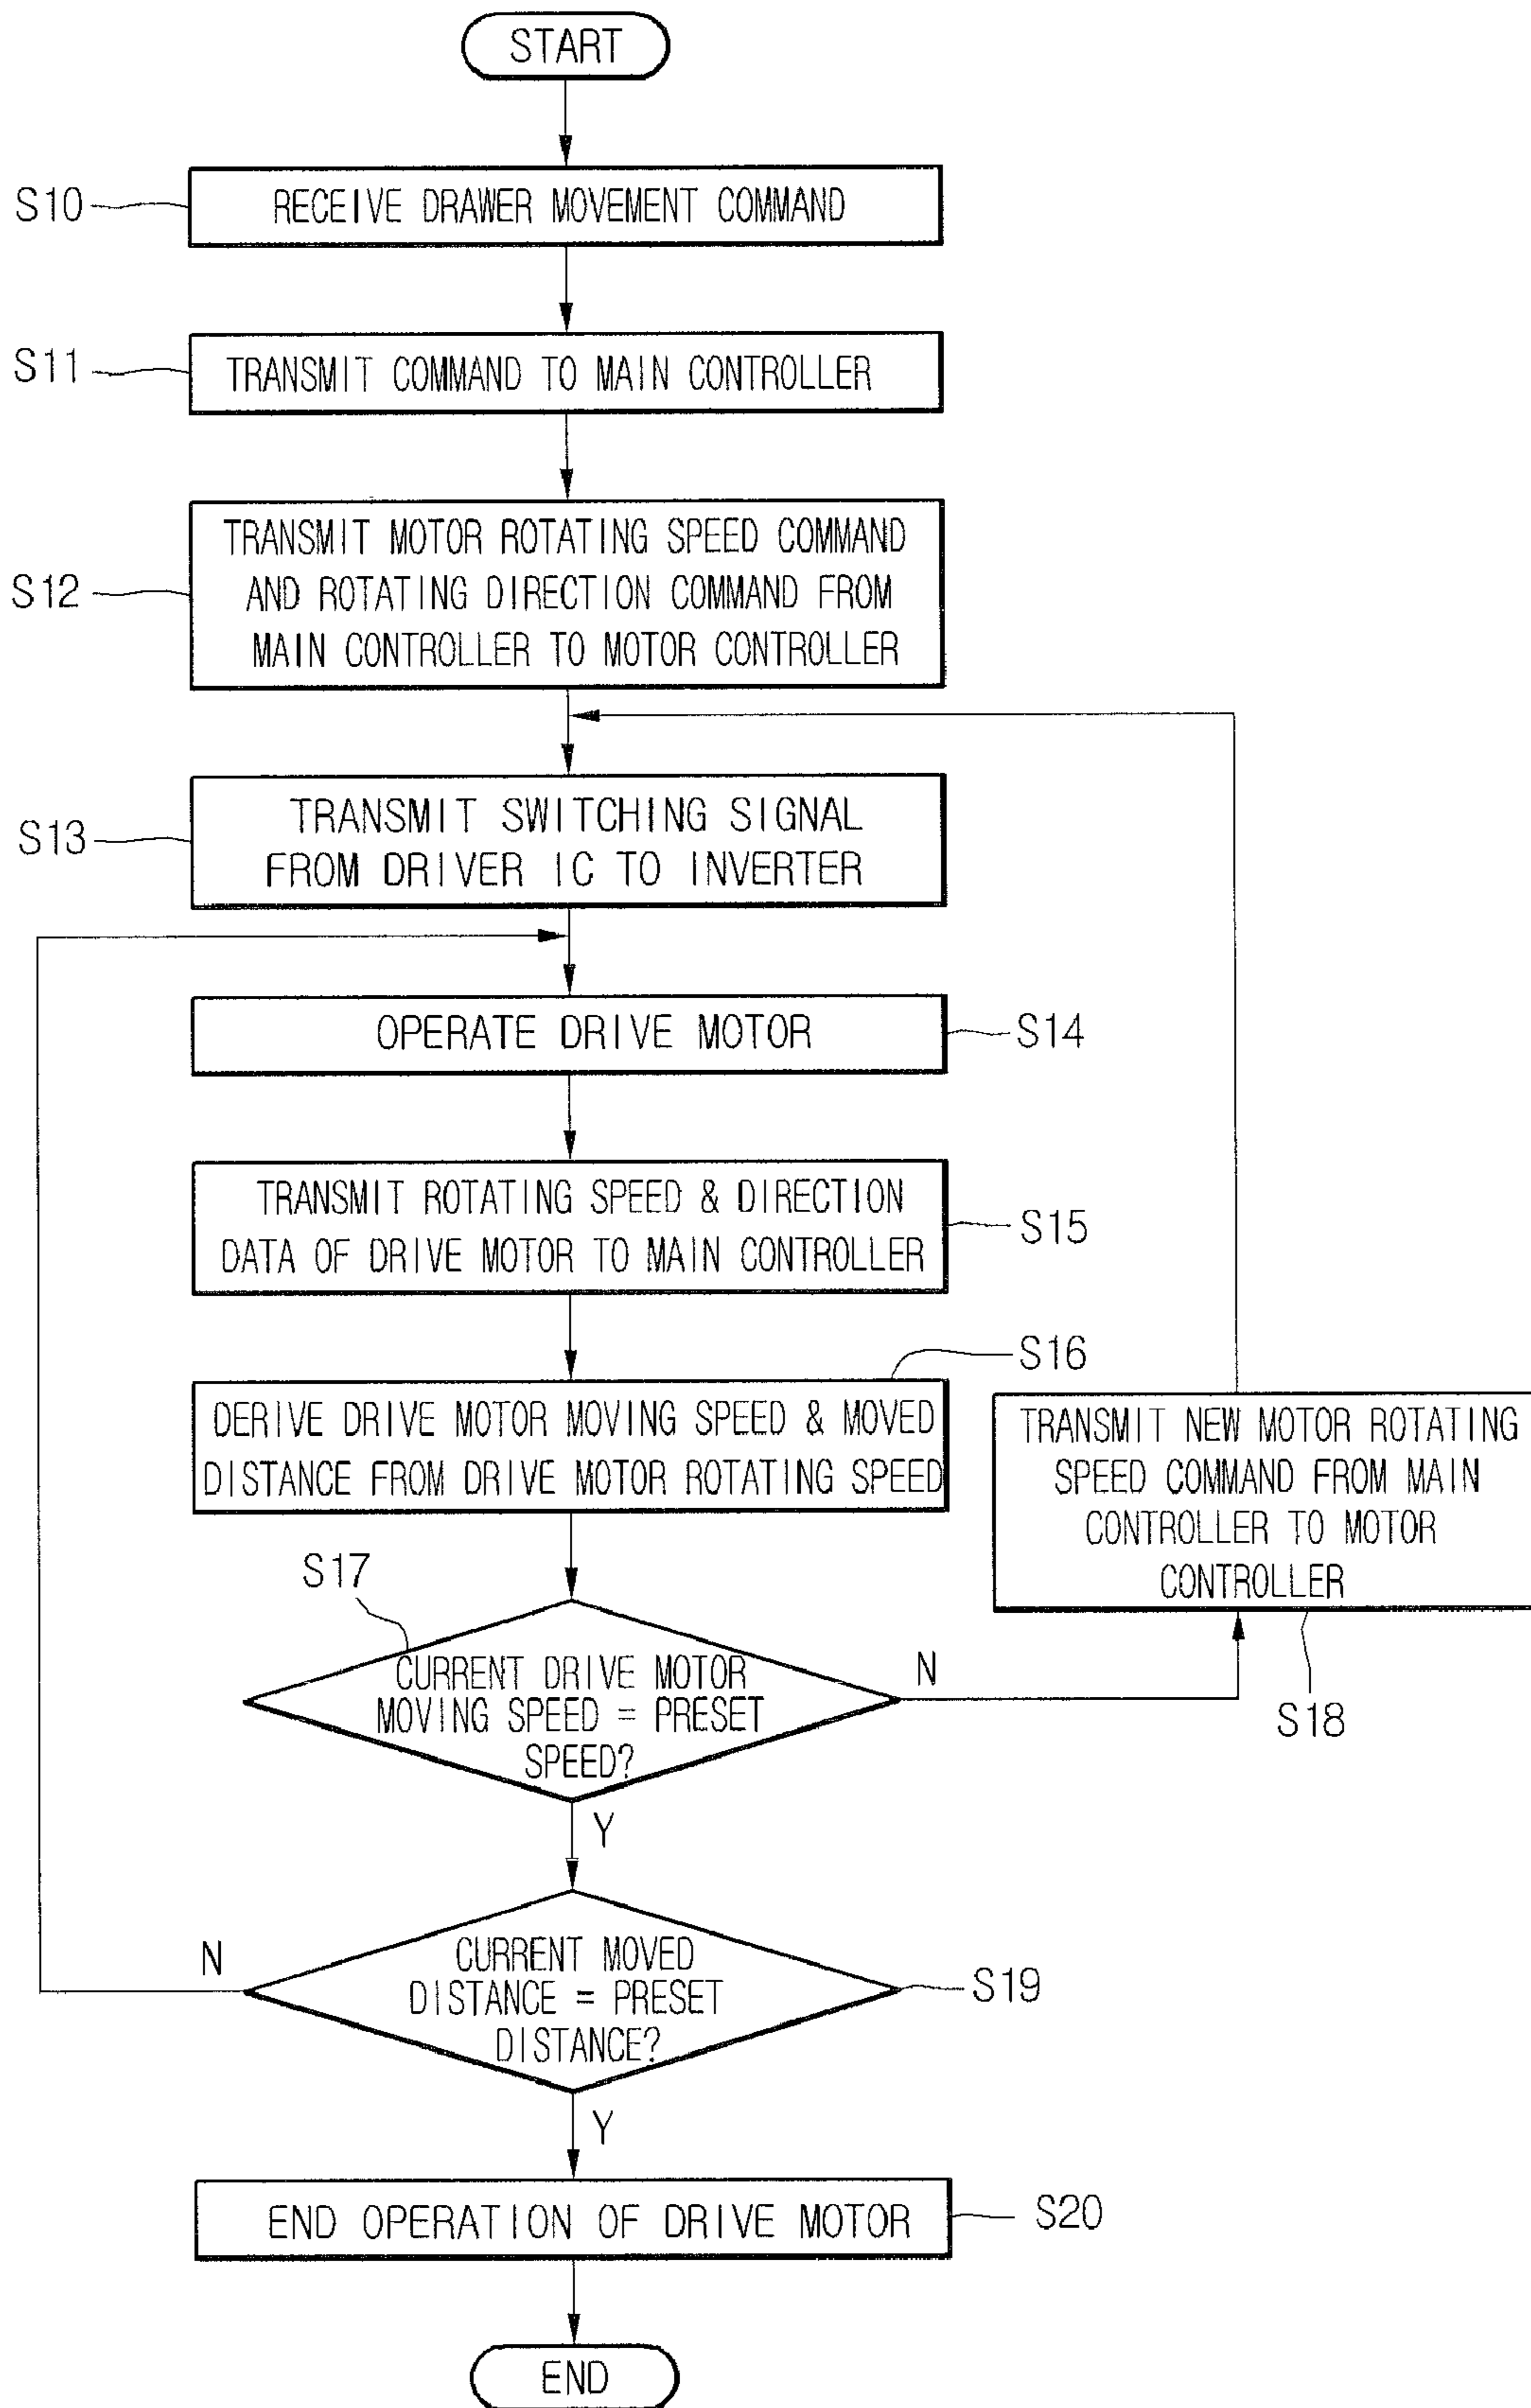 START
S10
RECEIVE DRAWER MOVEMENT COMMAND
S11
TRANSMIT COMMAND TO MAIN CONTROLLER
S12
TRANSMIT MOTOR ROTATING SPEED COMMAND
AND ROTATING DIRECTION COMMAND FROM
MAIN CONTROLLER TO MOTOR CONTROLLER
S13
TRANSMIT SWITCHING SIGNAL
FROM DRIVER IC TO INVERTER
OPERATE DRIVE MOTOR
S14
TRANSMIT ROTATING SPEED & DIRECTION
DATA OF DRIVE MOTOR TO MAIN CONTROLLER
S15
S16
DERIVE DRIVE MOTOR MOVING SPEED & MOVED
DISTANCE FROM DRIVE MOTOR ROTATING SPEED
TRANSMIT NEW MOTOR ROTATING
SPEED COMMAND FROM MAIN
CONTROLLER TO MOTOR
CONTROLLER
S17
CURRENT DRIVE MOTOR
MOVING SPEED = PRESET
SPEED?
N
S18
Y
N
CURRENT MOVED
DISTANCE = PRESET
DISTANCE?
S19
Y
END OPERATION OF DRIVE MOTOR
S20
END